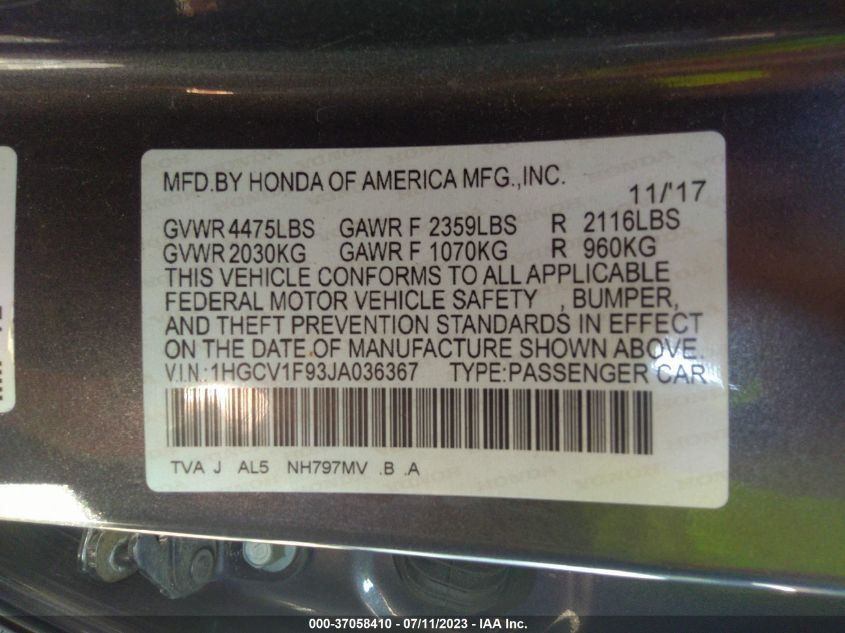 MFD.BY HONDA OF AMERICA MFG.,INC.
11/'17
GVWR 4475LBS GAWR F 2359LBS R 2116LBS
GVWR 2030KG GAWR F 1070KG R 960KG
THIS VEHICLE CONFORMS TO ALL APPLICABLE
FEDERAL MOTOR VEHICLE SAFETY , BUMPER,
AND THEFT PREVENTION STANDARDS IN EFFECT
ON THE DATE OF MANUFACTURE SHOWN ABOVE.
V.I.N.:1HGCV1F93JA036367 TYPE:PASSENGER CAR
TVA J AL5 NH797MV .B .A
000-37058410 - 07/11/2023 - IAA Inc.